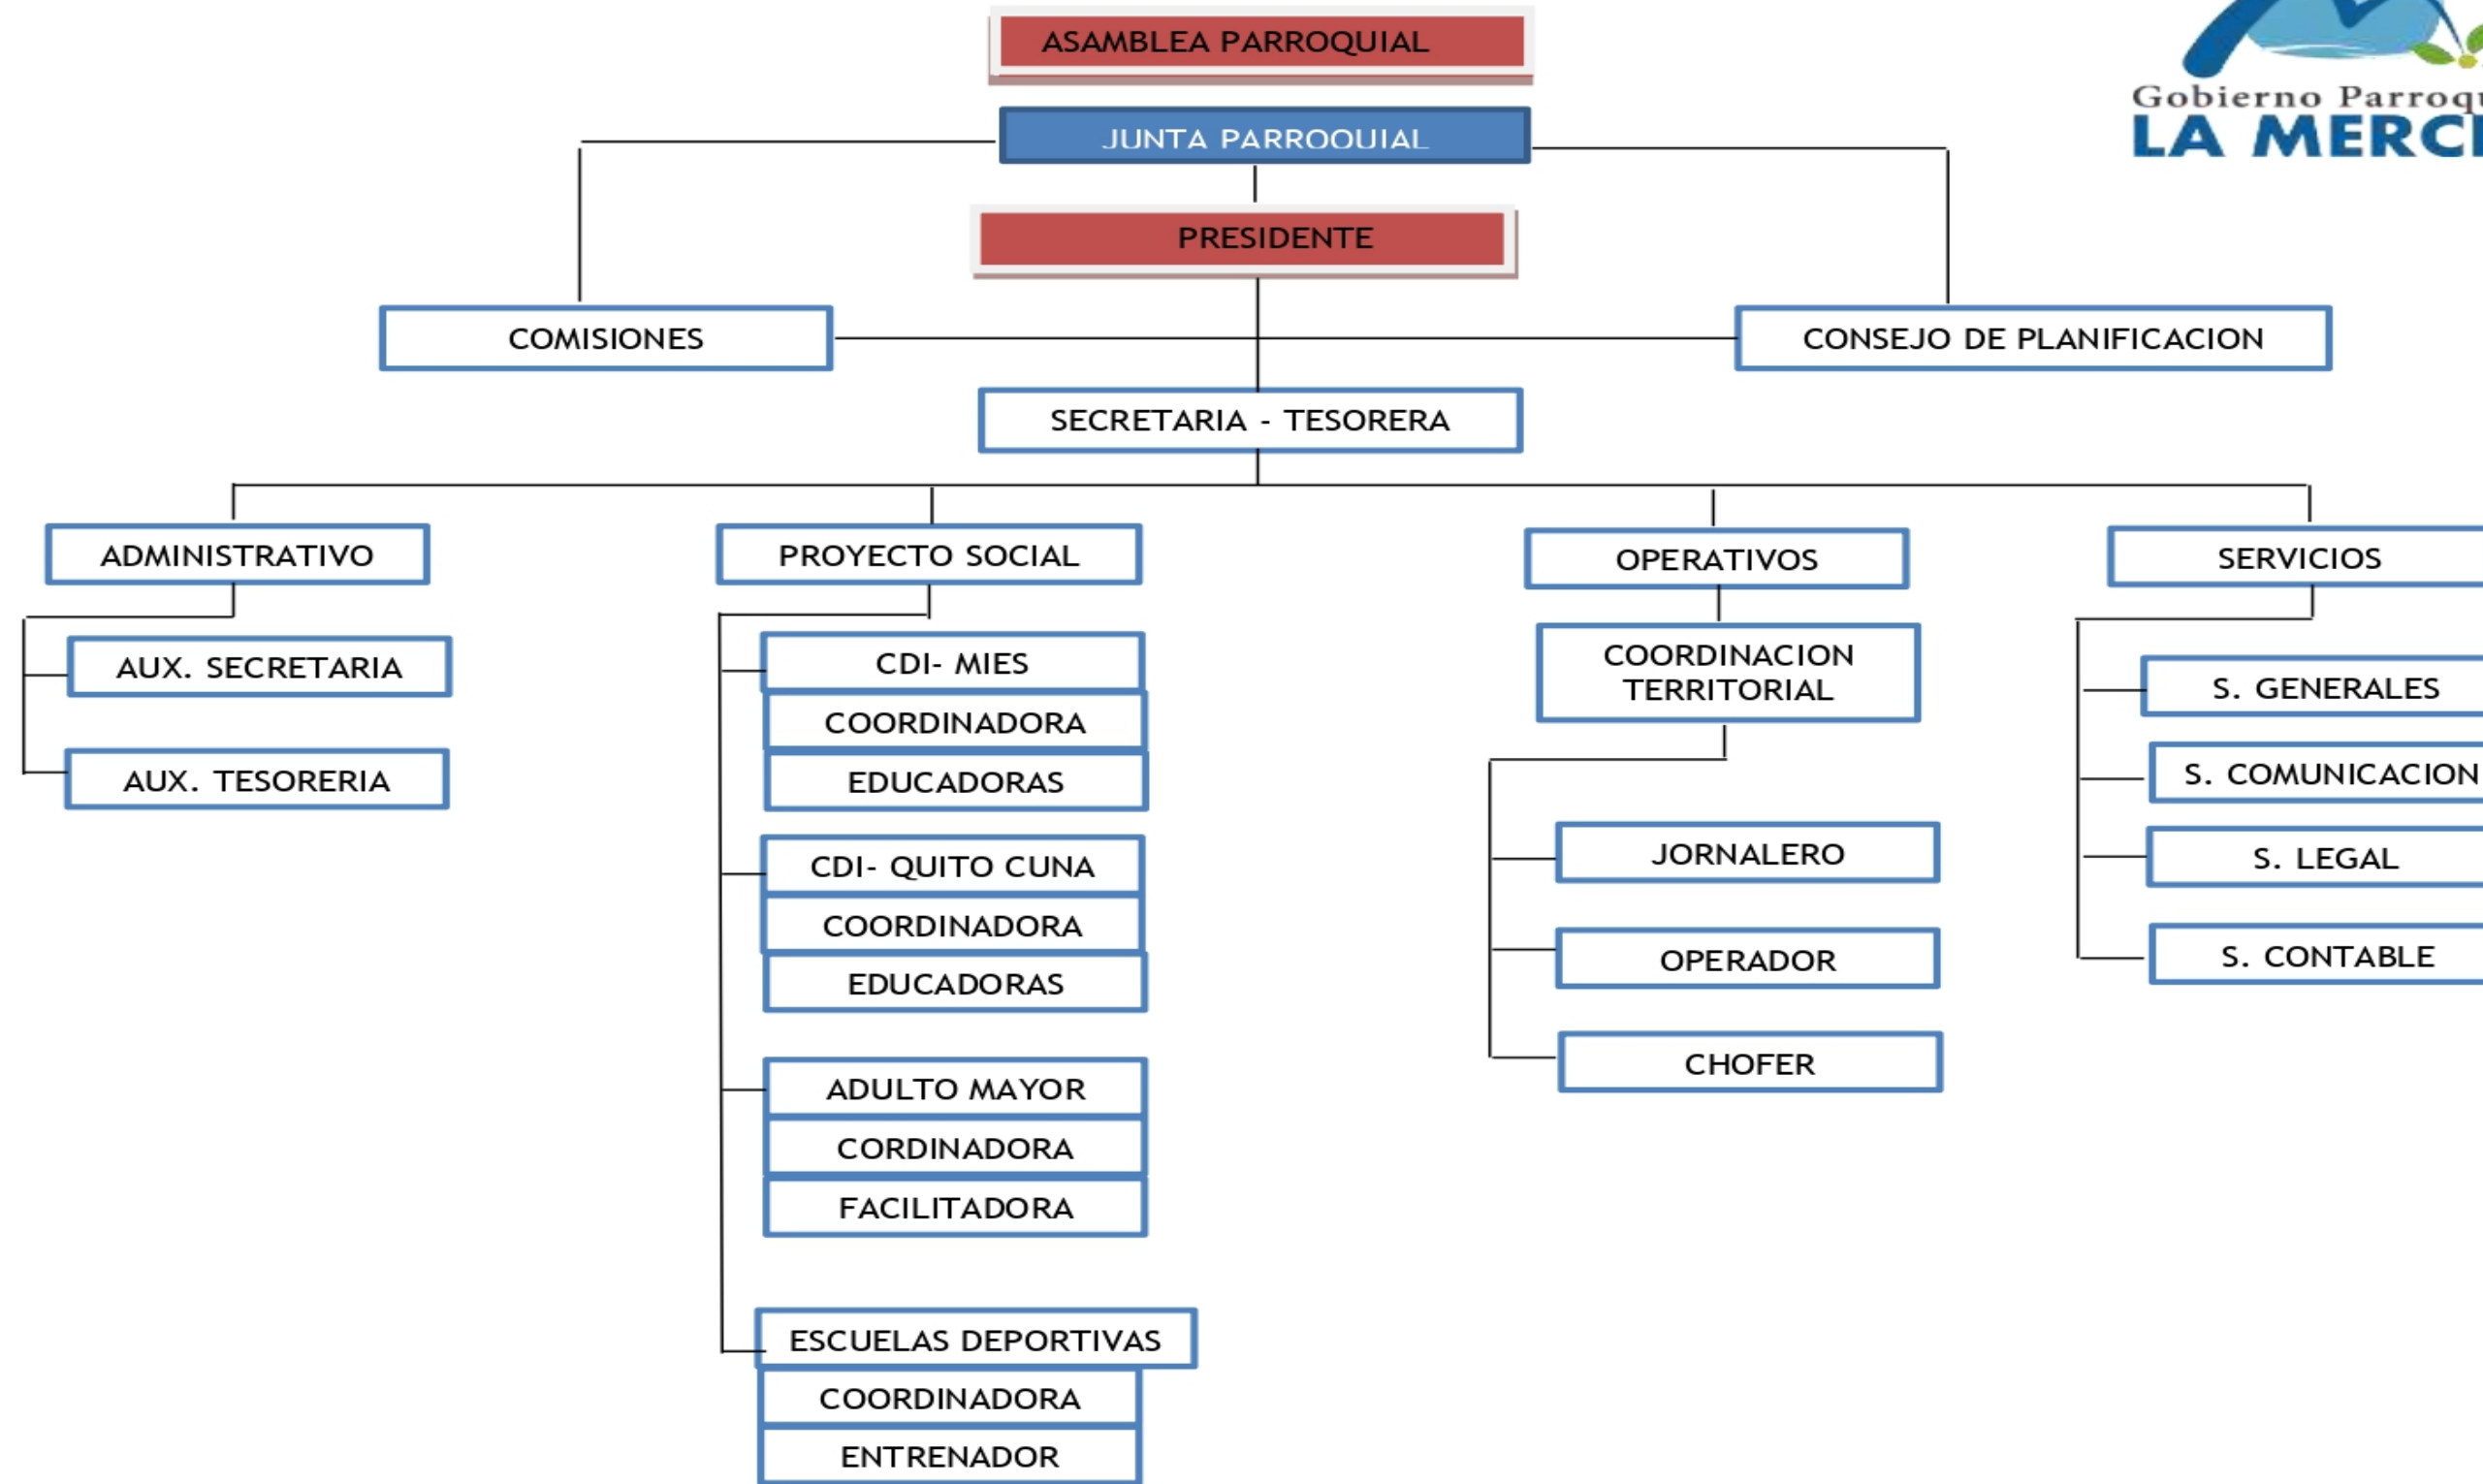 ASAMBLEA PARROQUIAL
Gobierno
LA
JUNTA PARROQUIAL
PRESIDENTE
COMISIONES
CONSEJO DE PLANIFICACION
SECRETARIA - TESORERA
ADMINISTRATIVO
AUX. SECRETARIA
AUX. TESORERIA
PROYECTO SOCIAL
CDI- MIES
COORDINADORA
EDUCADORAS
CDI- QUITO CUNA
COORDINADORA
EDUCADORAS
ADULTO MAYOR
CORDINADORA
FACILITADORA
ESCUELAS DEPORTIVAS
COORDINADORA
ENTRENADOR
OPERATIVOS
COORDINACION
TERRITORIAL
JORNALERO
OPERADOR
CHOFER
SERVICIOS
S. GENERALES
S. COMUNICACION
S. LEGAL
S. CONTABLE